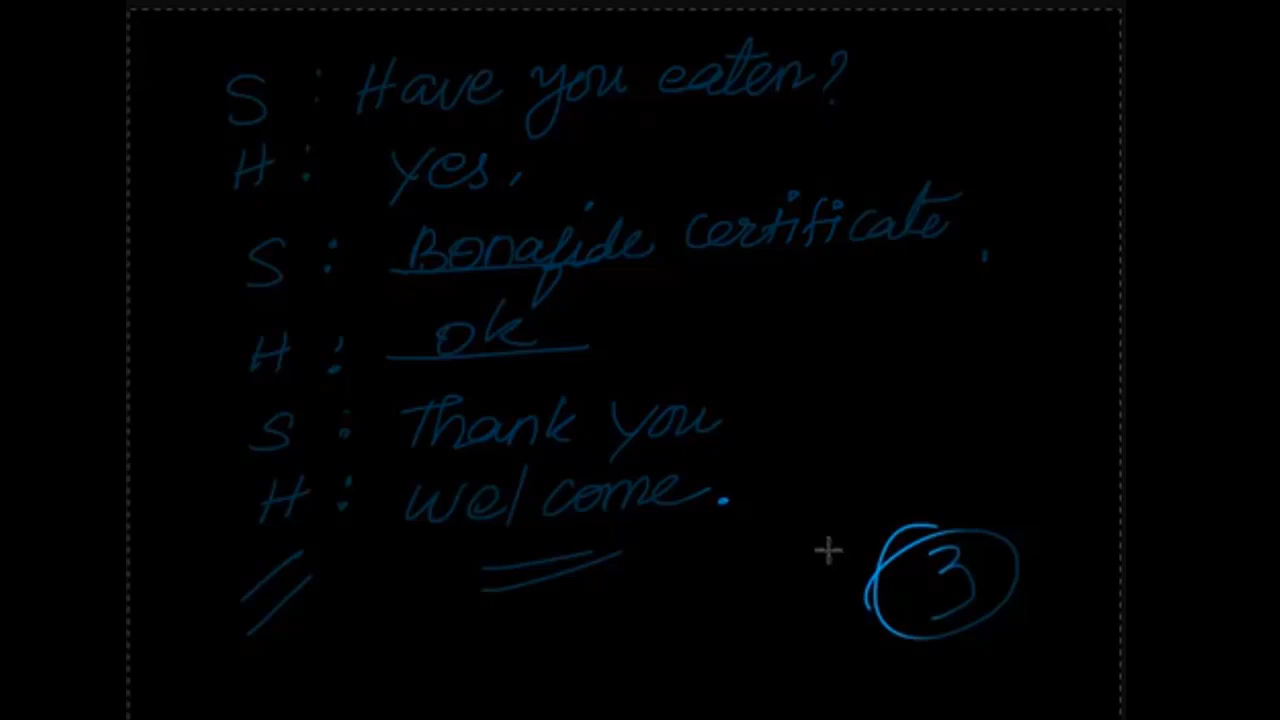 S : Have you eaten?
H : Yes,
S : Bonafide certificate.
H : ok
S : Thank you
H : welcome.
3